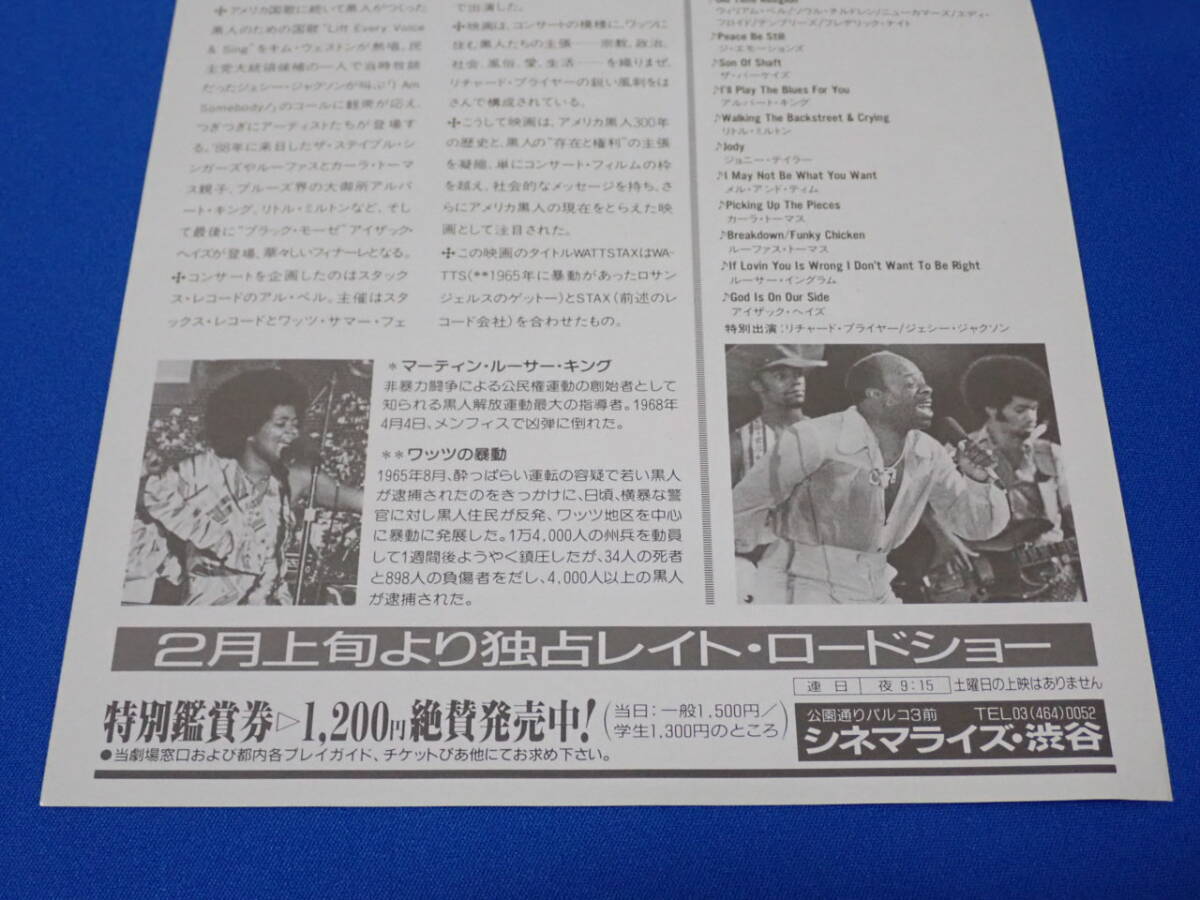 ✢アメリカ国歌に続いて黒人がつくった
黒人のための国歌"Lift Every Voice
& Sing"をキム・ウェストンが熱唱。民
主党大統領候補の一人で当時牧師
だったジェシー・ジャクソンが叫ぶ「I Am
Somebody!」のコールに観衆が応え、
つぎつぎにアーティストたちが登場す
る。'88年に来日したザ・ステイプル・シ
ンガーズやルーファスとカーラ・トーマ
ス親子、ブルース界の大御所アルバ
ート・キング、リトル・ミルトンなど、そし
て最後に"ブラック・モーゼ"アイザック・
ヘイズが登場、華々しいフィナーレとなる。
✢コンサートを企画したのはスタック
ス・レコードのアル・ベル。主催はスタ
ックス・レコードとワッツ・サマー・フェ
で出演した。
✢映画は、コンサートの模様に、ワッツに
住む黒人たちの主張——宗教、政治、
社会、風俗、愛、生活——を織りまぜ、
リチャード・プライヤーの鋭い風刺をは
さんで構成されている。
✢こうして映画は、アメリカ黒人300年
の歴史と、黒人の"存在と権利"の主張
を凝縮、単にコンサート・フィルムの枠
を越え、社会的なメッセージを持ち、さ
らにアメリカ黒人の現在をとらえた映
画として注目された。
✢この映画のタイトルWATTSTAXはWA-
TTS(**1965年に暴動があったロサン
ジェルスのゲットー)とSTAX(前述のレ
コード会社)を合わせたもの。
ウィリアム・ベル/ソウル・チルドレン/ニューカマーズ/エディ・
フロイド/テンプリーズ/フレデリック・ナイト
♪Peace Be Still
ジ・エモーションズ
♪Son Of Shaft
ザ・バーケイズ
♪I'll Play The Blues For You
アルバート・キング
♪Walking The Backstreet & Crying
リトル・ミルトン
♪Jody
ジョニー・テイラー
♪I May Not Be What You Want
メル・アンド・ティム
♪Picking Up The Pieces
カーラ・トーマス
♪Breakdown/Funky Chicken
ルーファス・トーマス
♪If Lovin You Is Wrong I Don't Want To Be Right
ルーサー・イングラム
♪God Is On Our Side
アイザック・ヘイズ
特別出演:リチャード・プライヤー/ジェシー・ジャクソン
*マーティン・ルーサー・キング
非暴力闘争による公民権運動の創始者として
知られる黒人解放運動最大の指導者。1968年
4月4日、メンフィスで凶弾に倒れた。
**ワッツの暴動
1965年8月、酔っぱらい運転の容疑で若い黒人
が逮捕されたのをきっかけに、日頃、横暴な警
官に対し黒人住民が反発、ワッツ地区を中心
に暴動に発展した。1万4,000人の州兵を動員
して1週間後ようやく鎮圧したが、34人の死者
と898人の負傷者をだし、4,000人以上の黒人
が逮捕された。
2月上旬より独占レイト・ロードショー
特別鑑賞券▷1,200円絶賛発売中!
(当日:一般1,500円/
学生1,300円のところ)
●当劇場窓口および都内各プレイガイド、チケットぴあ他にてお求め下さい。
連日 夜9:15 土曜日の上映はありません
公園通りパルコ3前 TEL03(464)0052
シネマライズ・渋谷